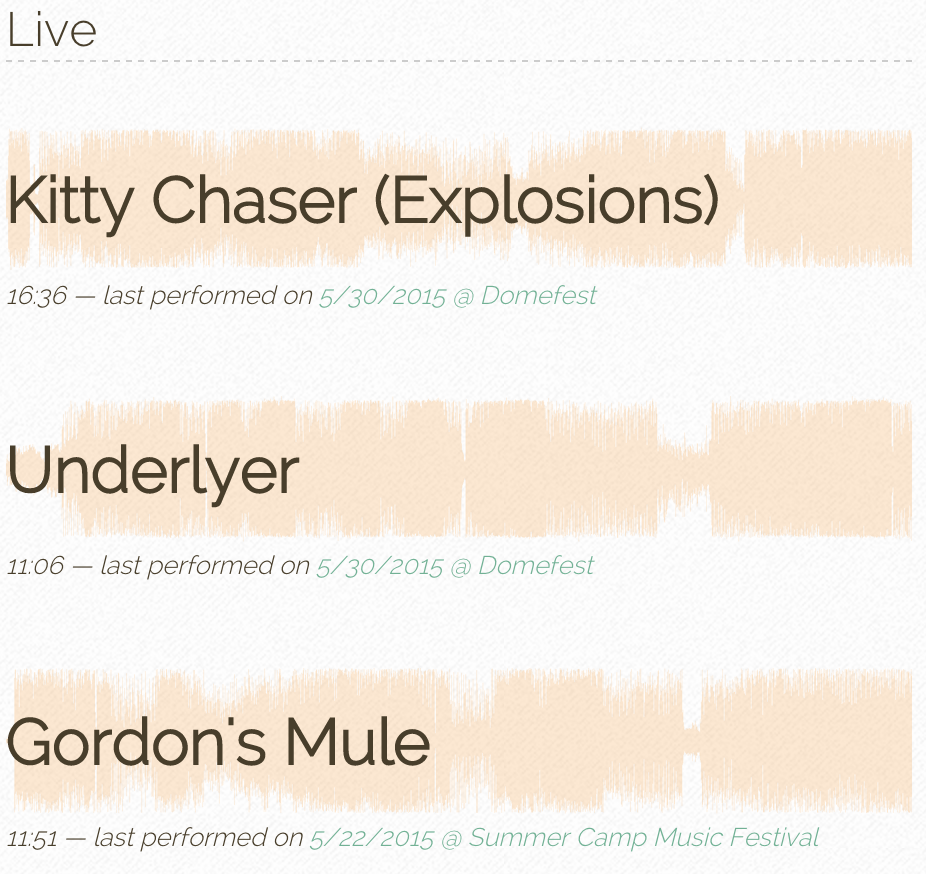 Live
Kitty Chaser (Explosions)
16:36 — last performed on 5/30/2015 @ Domefest
Underlyer
11:06 — last performed on 5/30/2015 @ Domefest
Gordon's Mule
11:51 — last performed on 5/22/2015 @ Summer Camp Music Festival